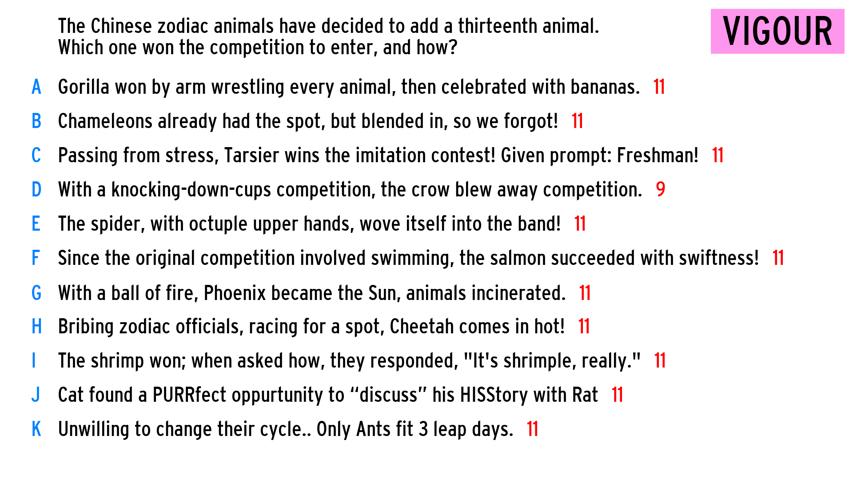 The Chinese zodiac animals have decided to add a thirteenth animal.
Which one won the competition to enter, and how?
VIGOUR
A Gorilla won by arm wrestling every animal, then celebrated with bananas. 11
B Chameleons already had the spot, but blended in, so we forgot! 11
C Passing from stress, Tarsier wins the imitation contest! Given prompt: Freshman! 11
D With a knocking-down-cups competition, the crow blew away competition. 9
E The spider, with octuple upper hands, wove itself into the band! 11
F Since the original competition involved swimming, the salmon succeeded with swiftness! 11
G With a ball of fire, Phoenix became the Sun, animals incinerated. 11
H Bribing zodiac officials, racing for a spot, Cheetah comes in hot! 11
I The shrimp won; when asked how, they responded, "It's shrimple, really." 11
J Cat found a PURRfect oppurtunity to “discuss” his HISStory with Rat 11
K Unwilling to change their cycle.. Only Ants fit 3 leap days. 11